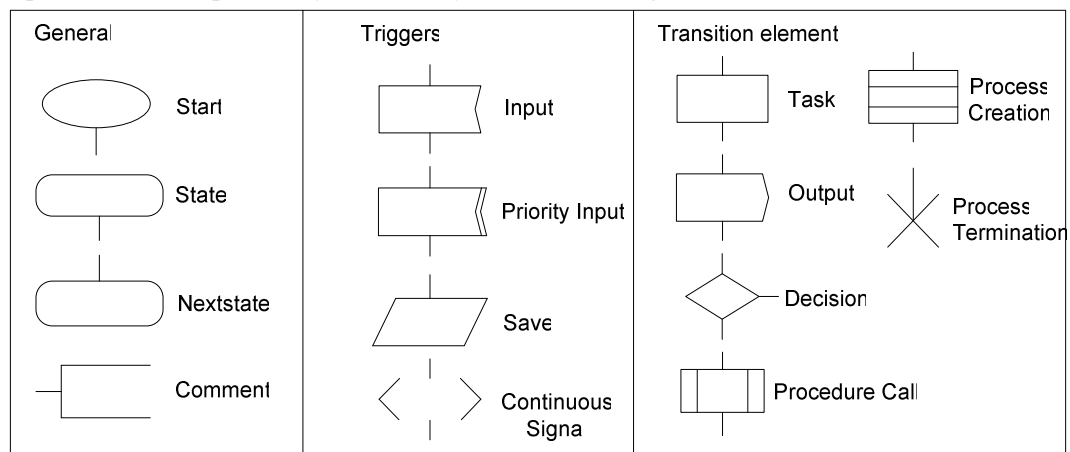 General
Start
State
Nextstate
Comment
Triggers
Input
Priority Input
Save
Continuous
Signa
Transition element
Task
Output
Decision
Procedure Call
Process
Creation
Process
Termination